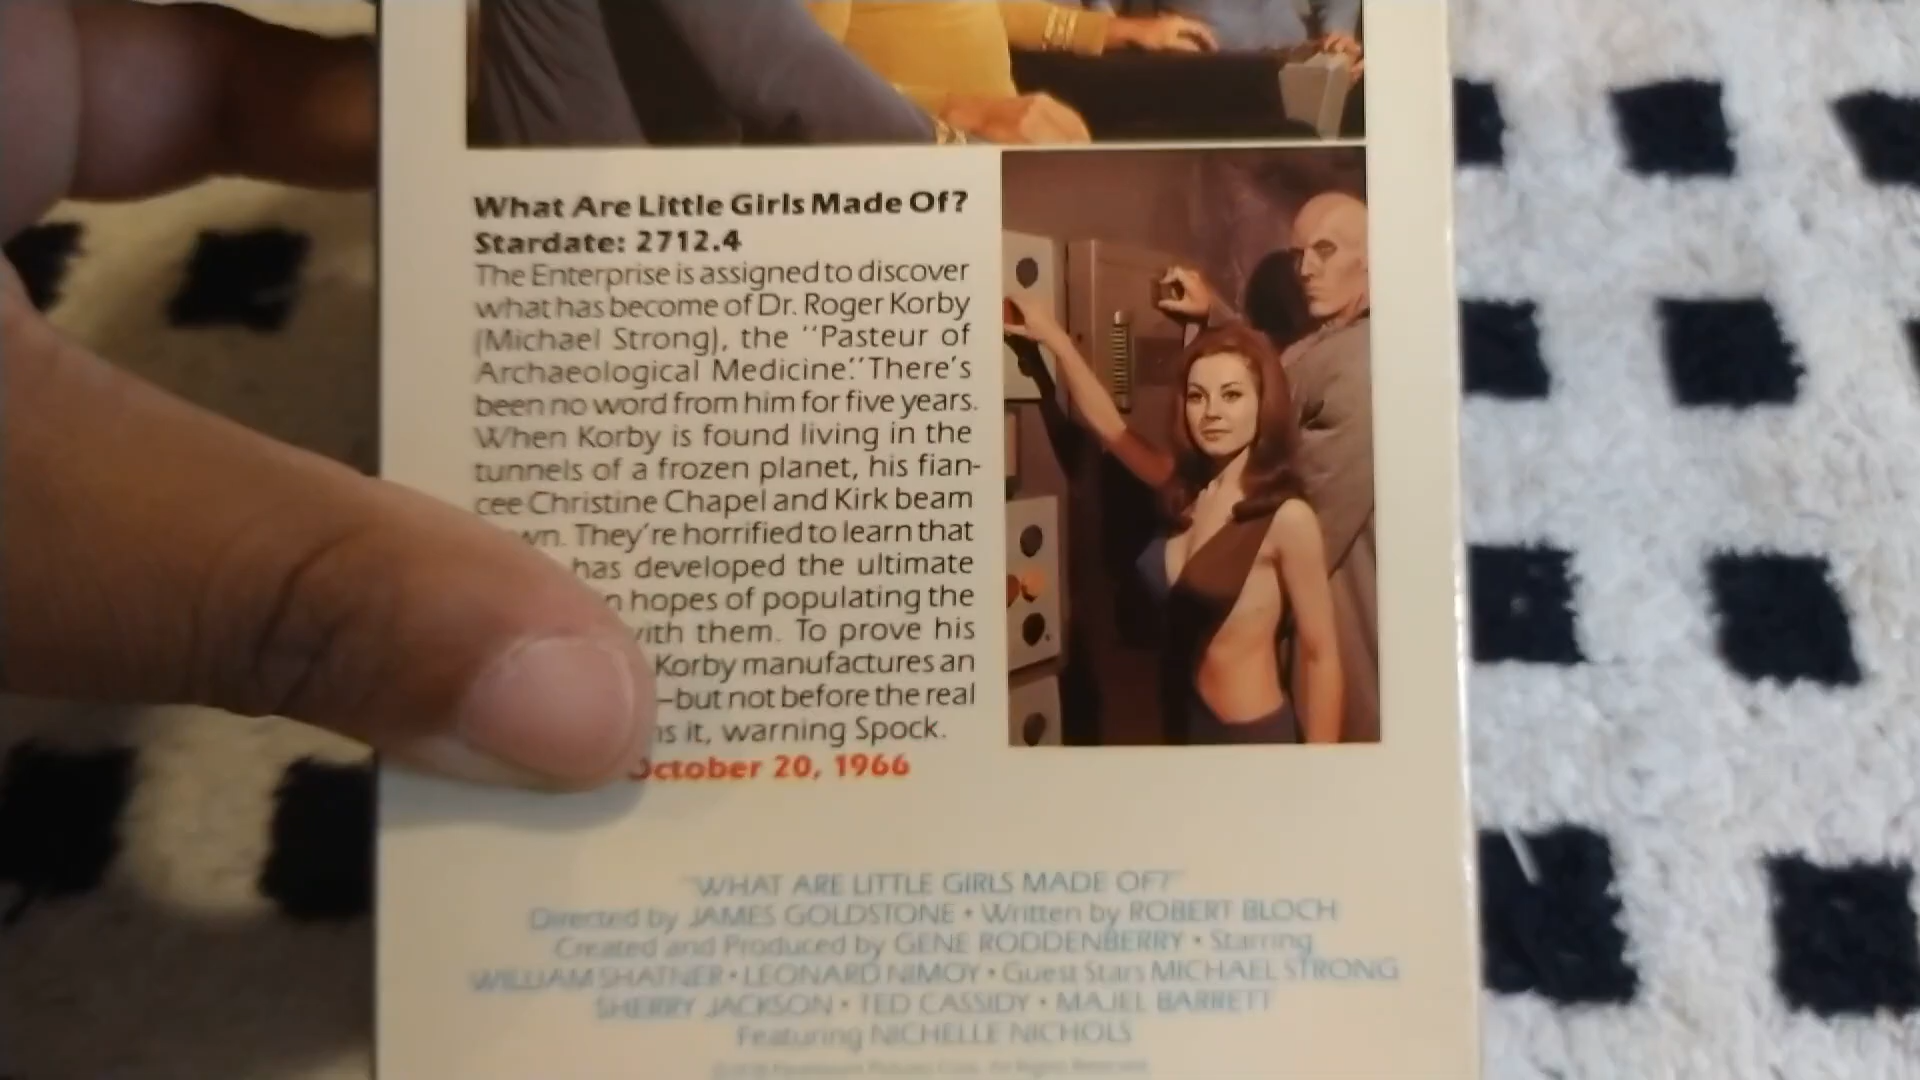 What Are Little Girls Made Of?
Stardate: 2712.4
The Enterprise is assigned to discover
what has become of Dr. Roger Korby
(Michael Strong), the "Pasteur of
Archaeological Medicine." There's
been no word from him for five years.
When Korby is found living in the
tunnels of a frozen planet, his fian-
cee Christine Chapel and Kirk beam
wn. They're horrified to learn that
has developed the ultimate
n hopes of populating the
with them. To prove his
Korby manufactures an
—but not before the real
ns it, warning Spock.
October 20, 1966
"WHAT ARE LITTLE GIRLS MADE OF?"
Directed by JAMES GOLDSTONE • Written by ROBERT BLOCH
Created and Produced by GENE RODDENBERRY • Starring
WILLIAM SHATNER • LEONARD NIMOY • Guest Stars MICHAEL STRONG
SHERRY JACKSON • TED CASSIDY • MAJEL BARRETT
Featuring NICHELLE NICHOLS